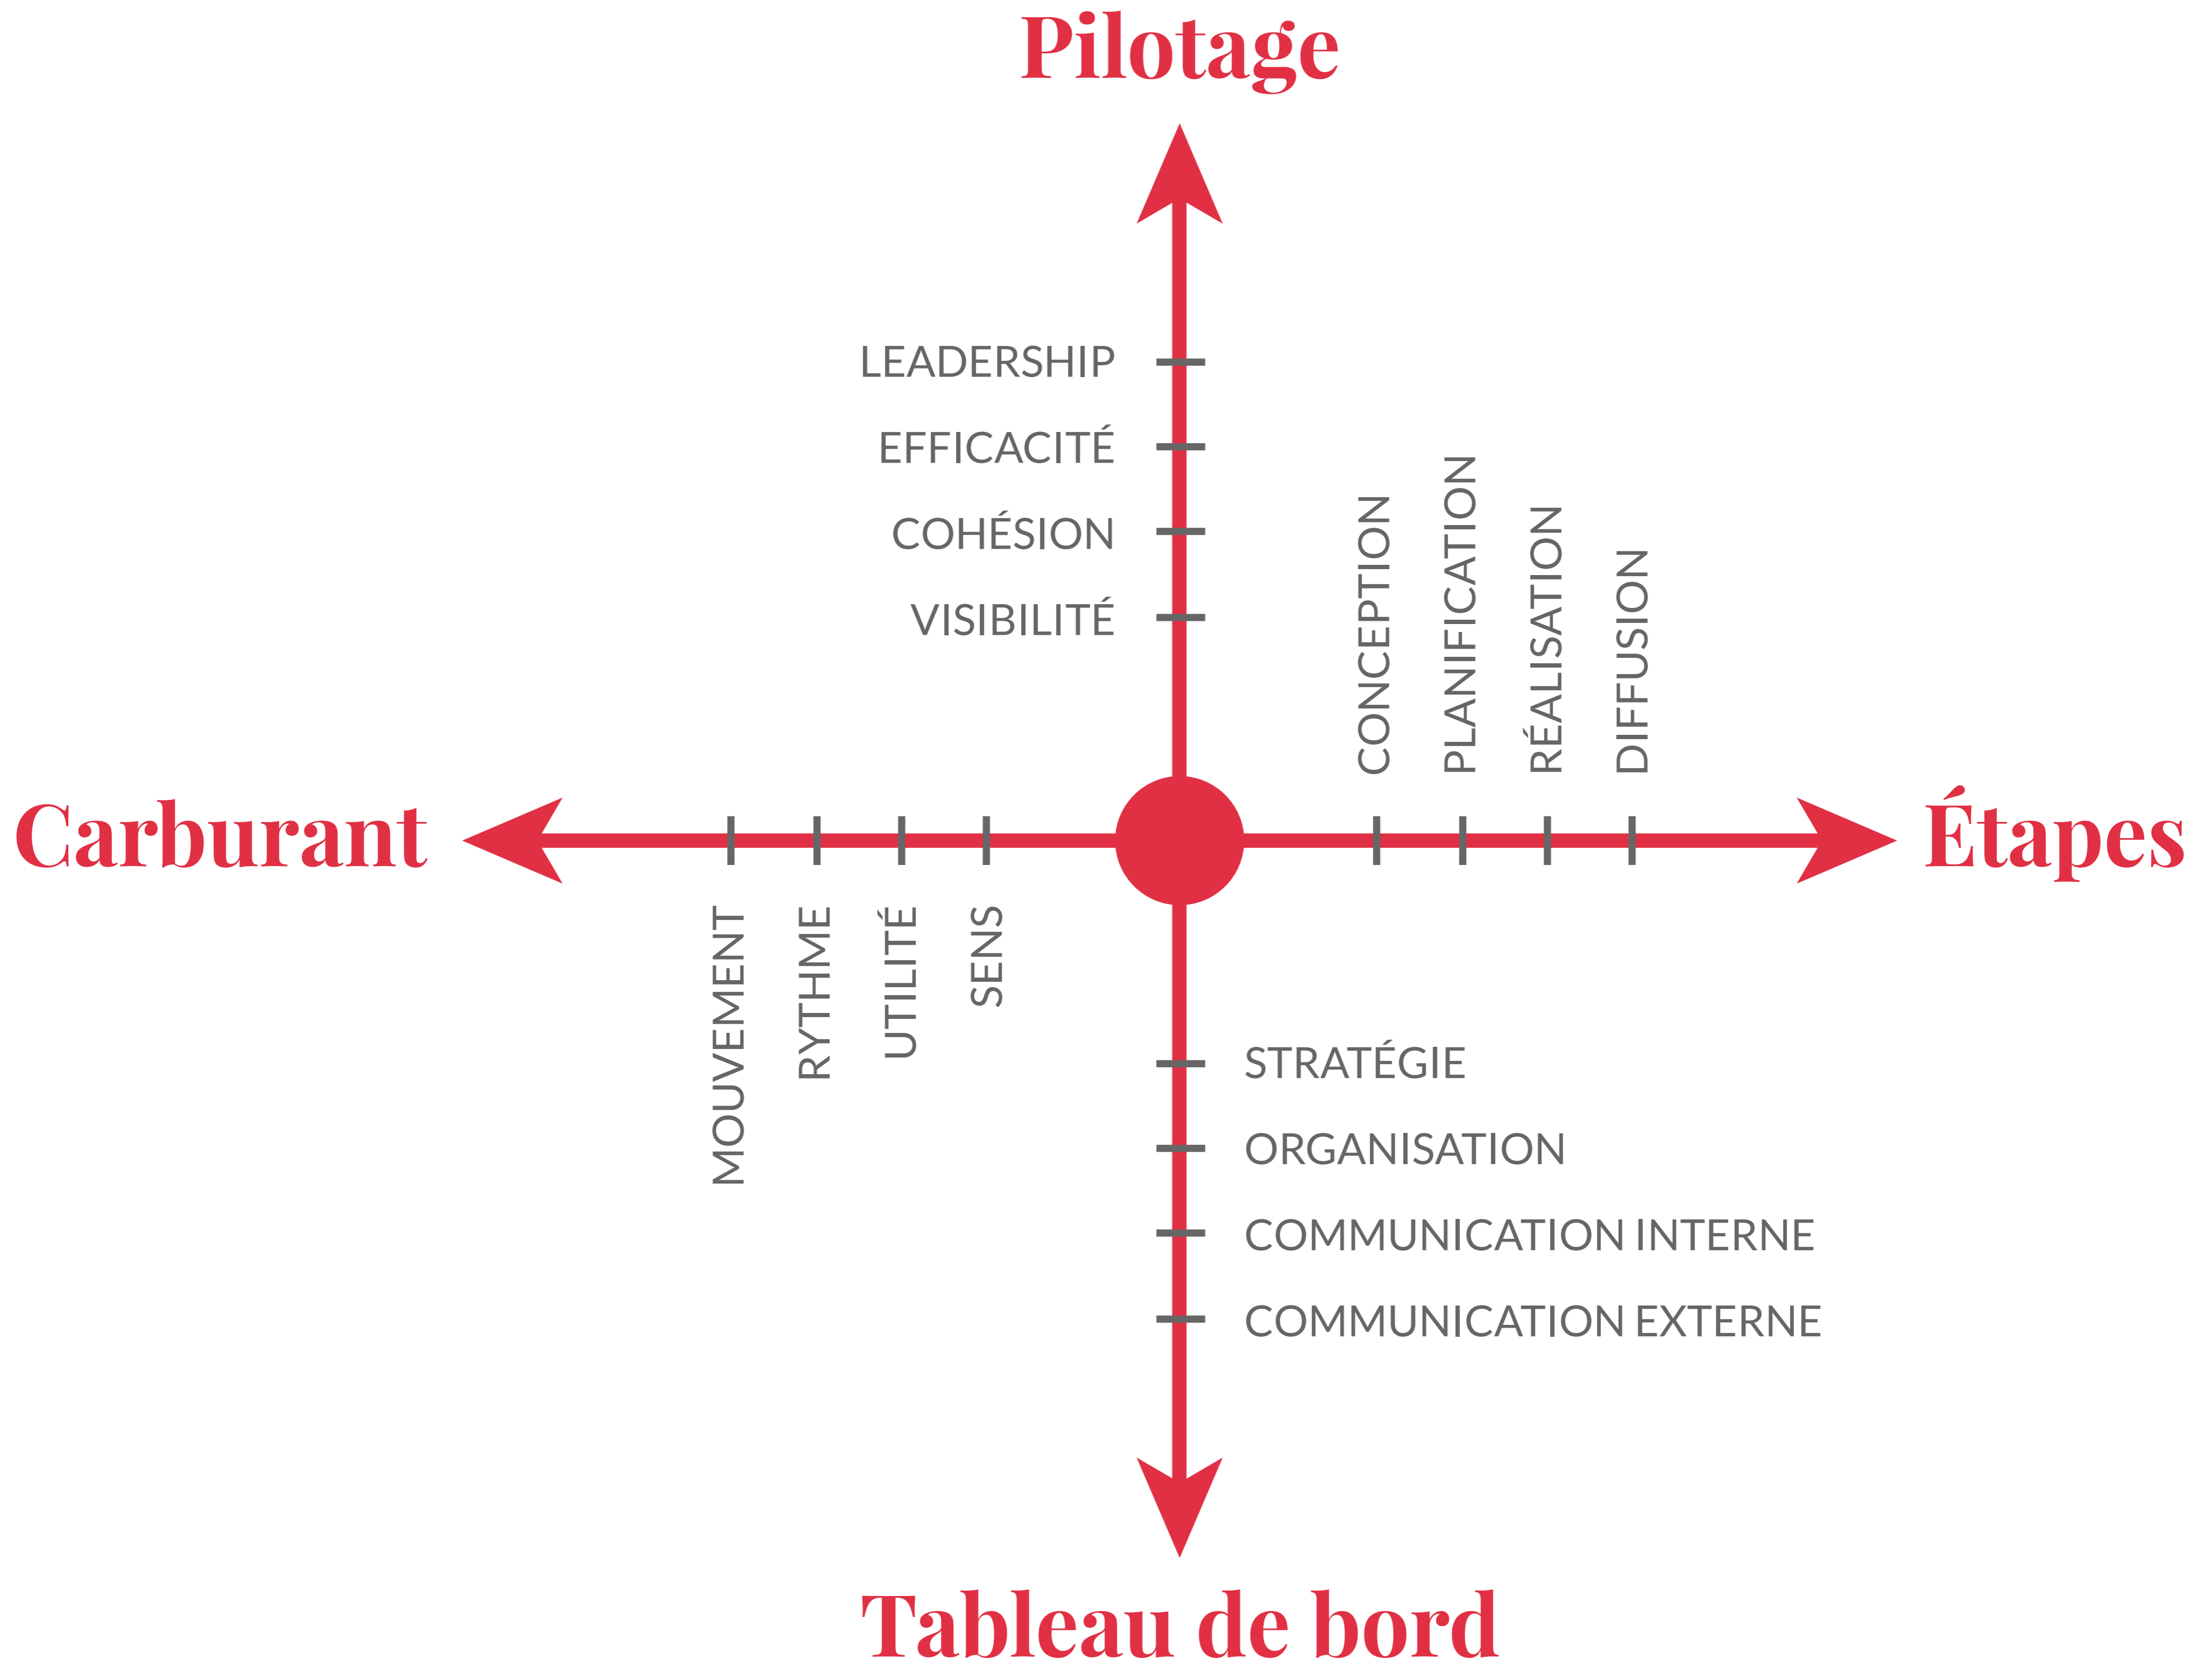 Pilotage
LEADERSHIP
EFFICACITÉ
COHÉSION
VISIBILITÉ
CONCEPTION
PLANIFICATION
RÉALISATION
DIFFUSION
Carburant
Étapes
MOUVEMENT
RYTHME
UTILITÉ
SENS
STRATÉGIE
ORGANISATION
COMMUNICATION INTERNE
COMMUNICATION EXTERNE
Tableau de bord